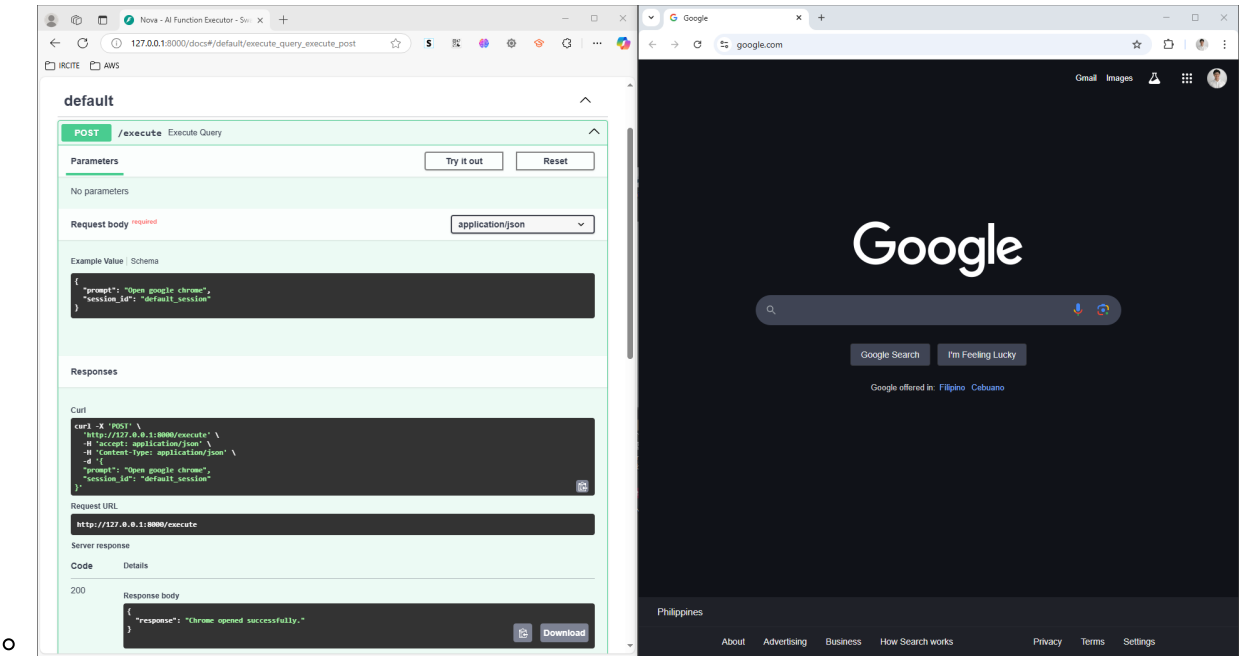 Nova - AI Function Executor - Sw
127.0.0.1:8000/docs#/default/execute_query_execute_post
IRCITE AWS
default
POST /execute Execute Query
Parameters
Try it out Reset
No parameters
Request body required
application/json
Example Value | Schema
{
"prompt": "Open google chrome",
"session_id": "default_session"
}
Responses
Curl
curl -X 'POST' \
'http://127.0.0.1:8000/execute' \
-H 'accept: application/json' \
-H 'Content-Type: application/json' \
-d '{
"prompt": "Open google chrome",
"session_id": "default_session"
}'
Request URL
http://127.0.0.1:8000/execute
Server response
Code Details
200
Response body
{
"response": "Chrome opened successfully."
}
Download
Google
google.com
Gmail Images
Google
Google Search I'm Feeling Lucky
Google offered in: Filipino Cebuano
Philippines
About Advertising Business How Search works Privacy Terms Settings